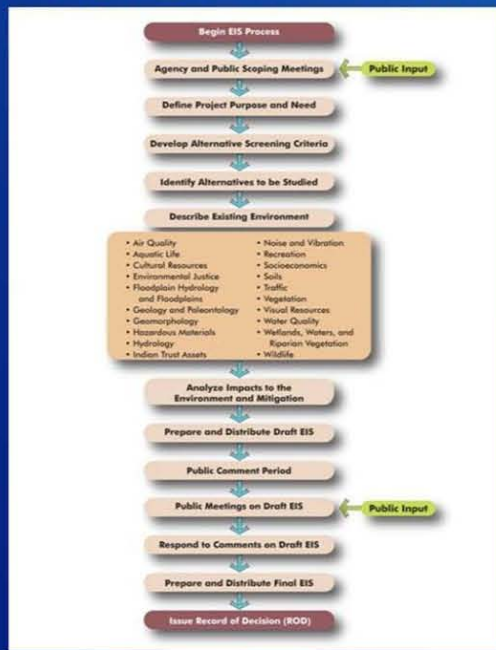 Begin EIS Process
Agency and Public Scoping Meetings
Public Input
Define Project Purpose and Need
Develop Alternative Screening Criteria
Identify Alternatives to be Studied
Describe Existing Environment
• Air Quality
• Aquatic Life
• Cultural Resources
• Environmental Justice
• Floodplain Hydrology
and Floodplains
• Geology and Paleontology
• Geomorphology
• Hazardous Materials
• Hydrology
• Indian Trust Assets
• Noise and Vibration
• Recreation
• Socioeconomics
• Soils
• Traffic
• Vegetation
• Visual Resources
• Water Quality
• Wetlands, Waters, and
Riparian Vegetation
• Wildlife
Analyze Impacts to the
Environment and Mitigation
Prepare and Distribute Draft EIS
Public Comment Period
Public Meetings on Draft EIS
Public Input
Respond to Comments on Draft EIS
Prepare and Distribute Final EIS
Issue Record of Decision (ROD)